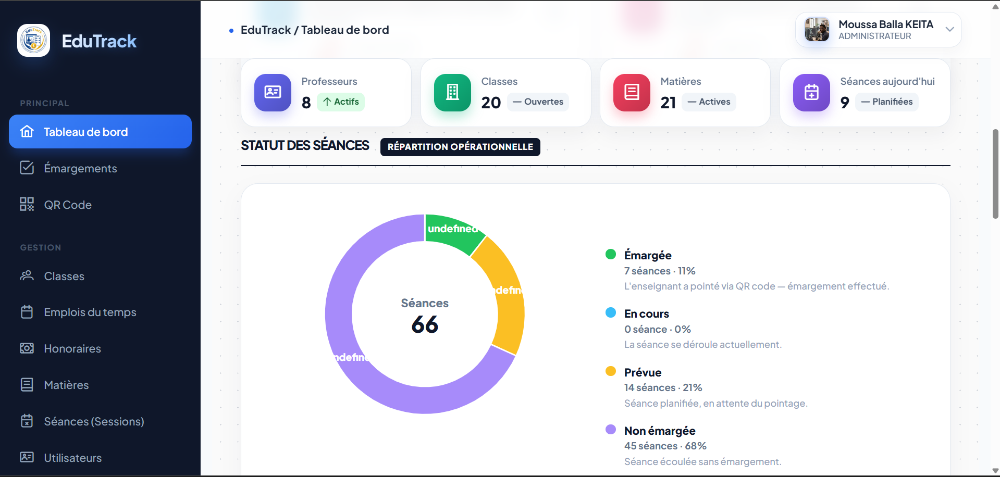 EduTrack
EduTrack
PRINCIPAL
Tableau de bord
Émargements
QR Code
GESTION
Classes
Emplois du temps
Honoraires
Matières
Séances (Sessions)
Utilisateurs
EduTrack / Tableau de bord
Moussa Balla KEITA
ADMINISTRATEUR
Professeurs
8 ↑ Actifs
Classes
20 — Ouvertes
Matières
21 — Actives
Séances aujourd'hui
9 — Planifiées
STATUT DES SÉANCES RÉPARTITION OPÉRATIONNELLE
undefined
ndefin
ndefin
Séances
66
Émargée
7 séances · 11%
L'enseignant a pointé via QR code — émargement effectué.
En cours
0 séance · 0%
La séance se déroule actuellement.
Prévue
14 séances · 21%
Séance planifiée, en attente du pointage.
Non émargée
45 séances · 68%
Séance écoulée sans émargement.